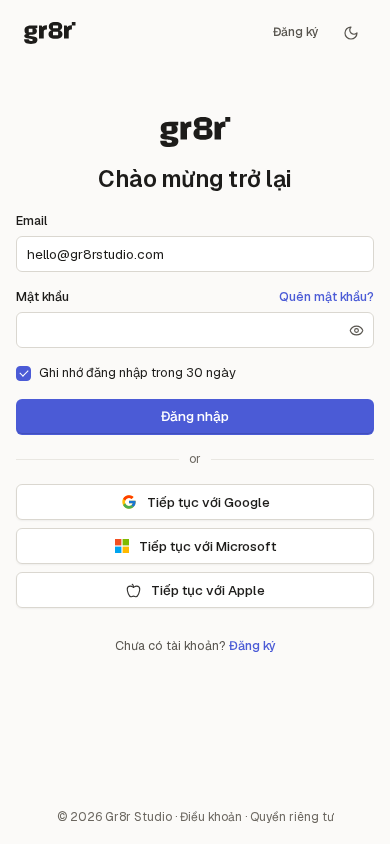 gr8r
Đăng ký
gr8r
Chào mừng trở lại
Email
hello@gr8rstudio.com
Mật khẩu
Quên mật khẩu?
Ghi nhớ đăng nhập trong 30 ngày
Đăng nhập
or
Tiếp tục với Google
Tiếp tục với Microsoft
Tiếp tục với Apple
Chưa có tài khoản? Đăng ký
© 2026 Gr8r Studio · Điều khoản · Quyền riêng tư